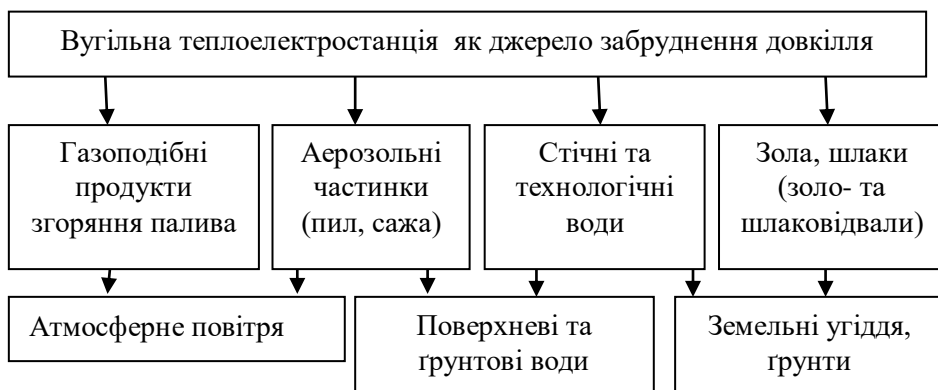 Вугільна теплоелектростанція як джерело забруднення довкілля
Газоподібні
продукти
згоряння палива
Аерозольні
частинки
(пил, сажа)
Стічні та
технологічні
води
Зола, шлаки
(золо- та
шлаковідвали)
Атмосферне повітря
Поверхневі та
ґрунтові води
Земельні угіддя,
ґрунти